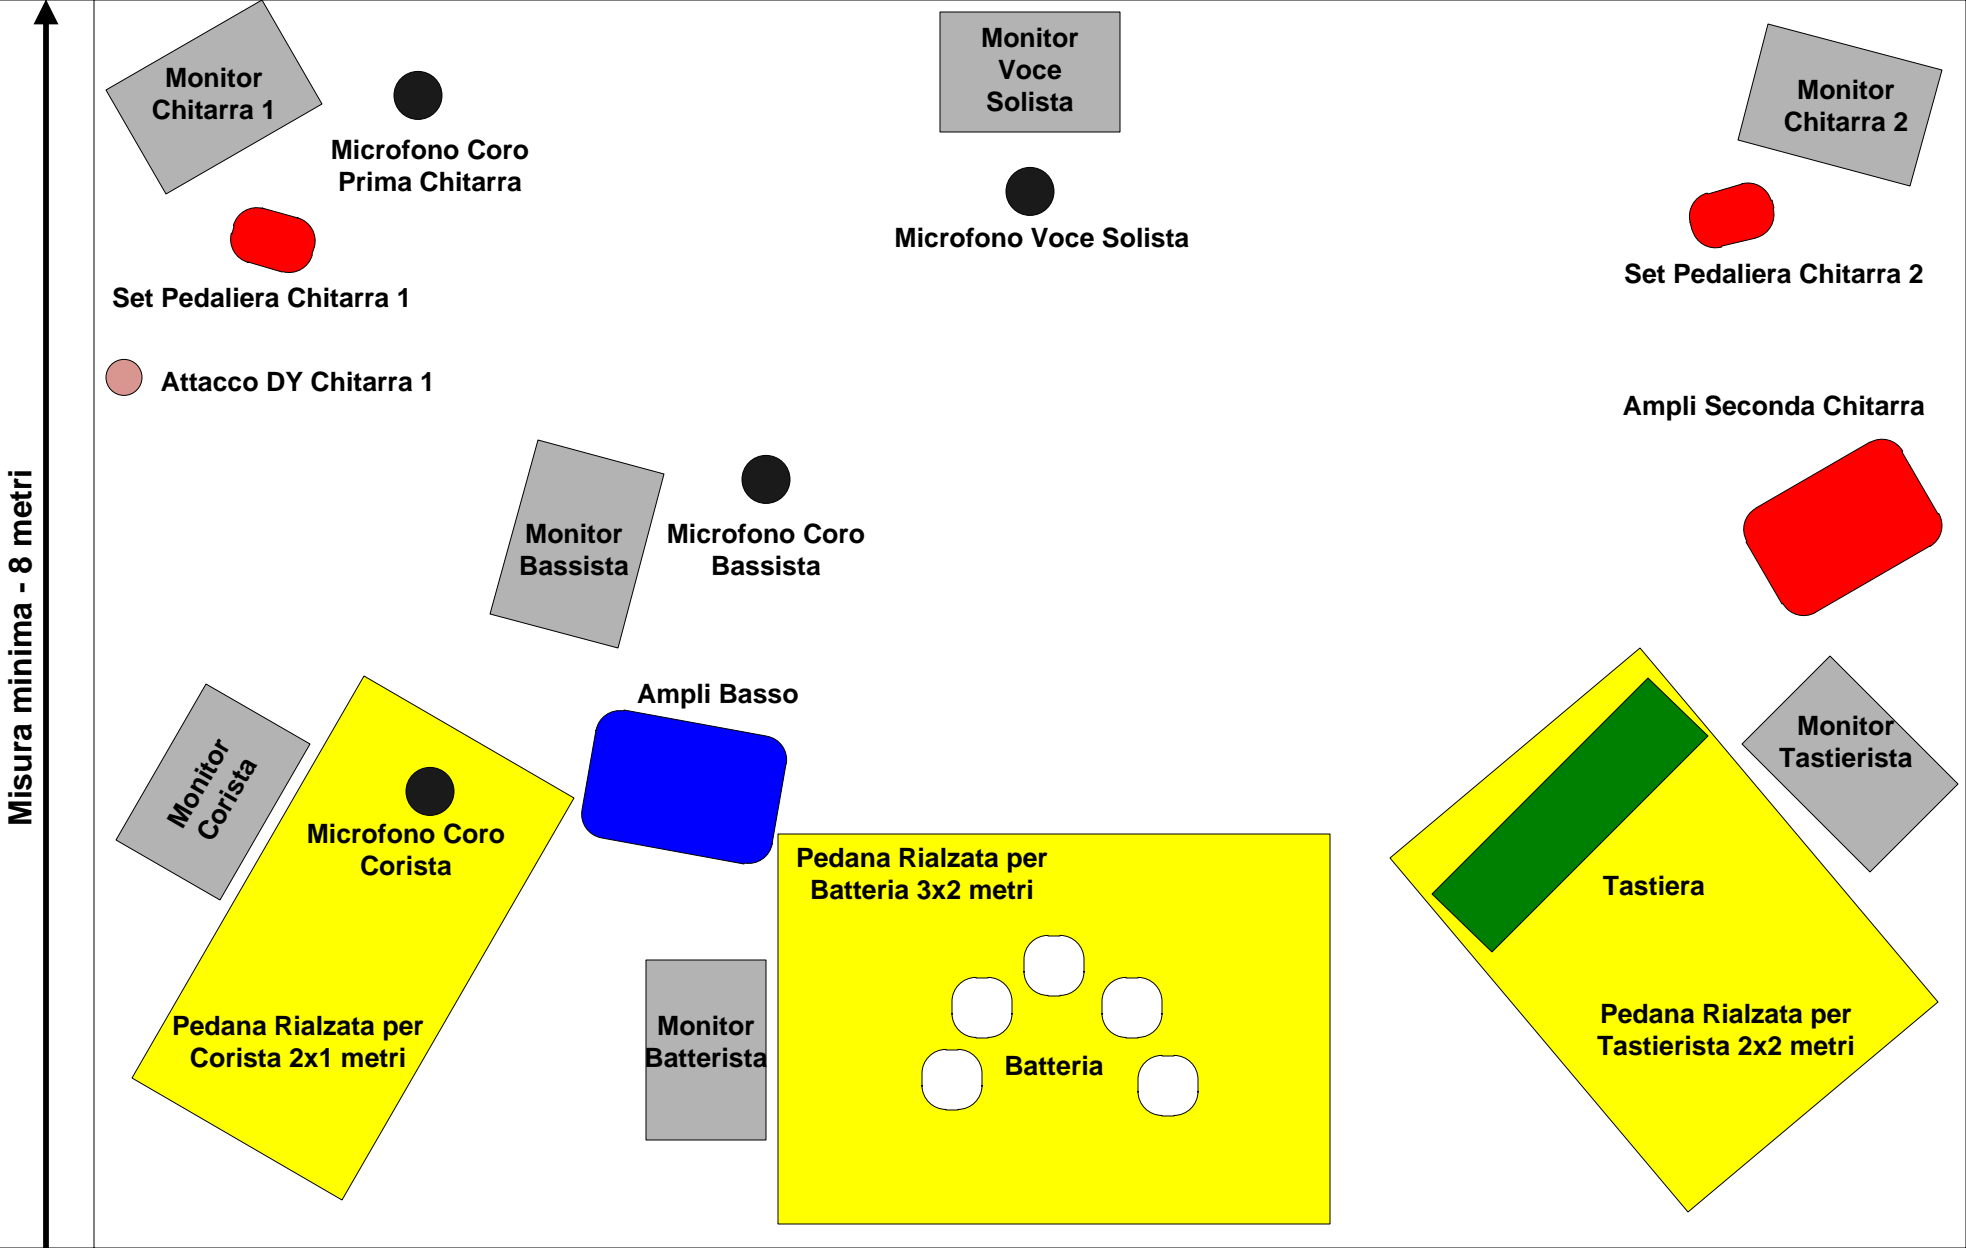 Monitor
Chitarra 1
Microfono Coro
Prima Chitarra
Monitor
Voce
Solista
Microfono Voce Solista
Monitor
Chitarra 2
Set Pedaliera Chitarra 1
Set Pedaliera Chitarra 2
Attacco DY Chitarra 1
Ampli Seconda Chitarra
Misura minima - 8 metri
Monitor
Bassista
Microfono Coro
Bassista
Ampli Basso
Monitor
Corista
Microfono Coro
Corista
Monitor
Tastierista
Pedana Rialzata per
Batteria 3x2 metri
Tastiera
Pedana Rialzata per
Corista 2x1 metri
Monitor
Batterista
Batteria
Pedana Rialzata per
Tastierista 2x2 metri